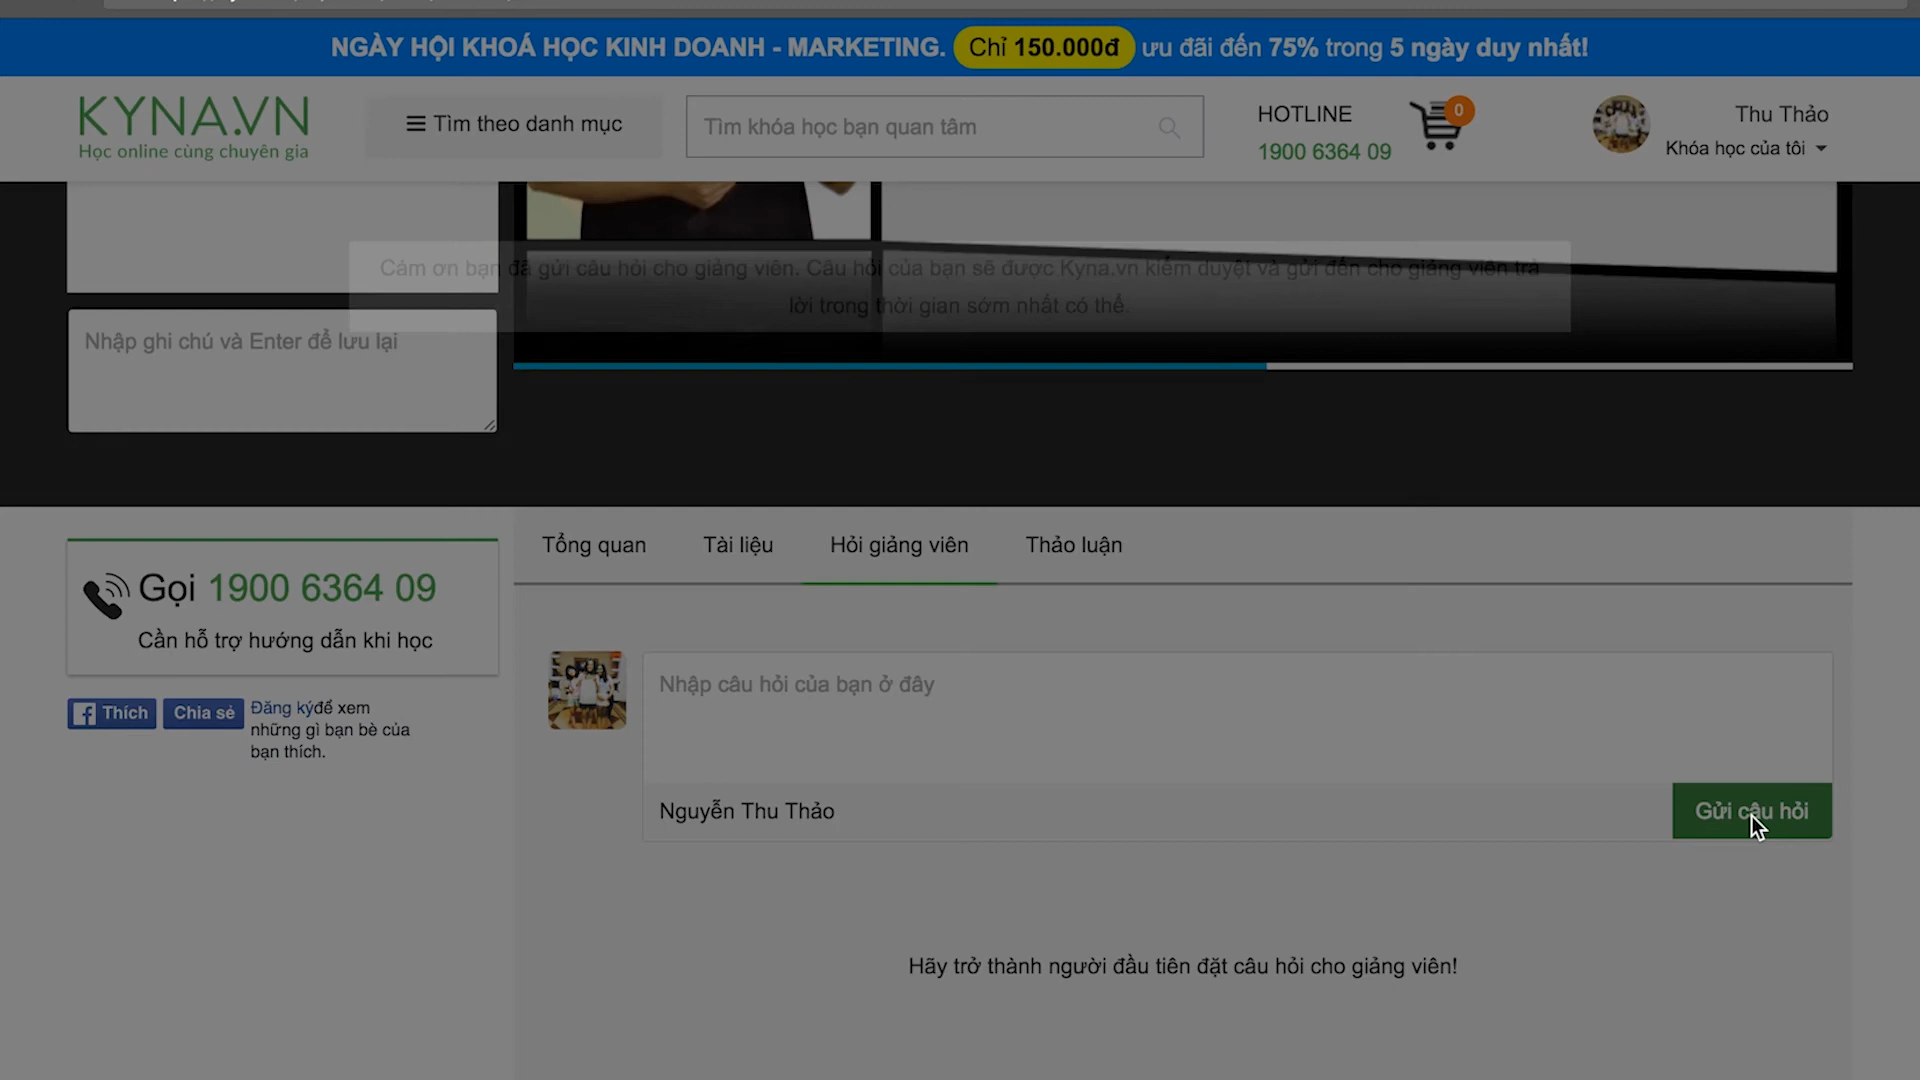 NGÀY HỘI KHOÁ HỌC KINH DOANH - MARKETING. Chỉ 150.000đ ưu đãi đến 75% trong 5 ngày duy nhất!
KYNA.VN
Học online cùng chuyên gia
Tìm theo danh mục
Tìm khóa học bạn quan tâm
HOTLINE
1900 6364 09
0
Thu Thảo
Khóa học của tôi
Cảm ơn bạn đã gửi câu hỏi cho giảng viên. Câu hỏi của bạn sẽ được Kyna.vn kiểm duyệt và gửi đến cho giảng viên trả
lời trong thời gian sớm nhất có thể.
Nhập ghi chú và Enter để lưu lại
Tổng quan
Tài liệu
Hỏi giảng viên
Thảo luận
Gọi 1900 6364 09
Cần hỗ trợ hướng dẫn khi học
Thích
Chia sẻ
Đăng kýđể xem
những gì bạn bè của
bạn thích.
Nhập câu hỏi của bạn ở đây
Nguyễn Thu Thảo
Gửi câu hỏi
Hãy trở thành người đầu tiên đặt câu hỏi cho giảng viên!